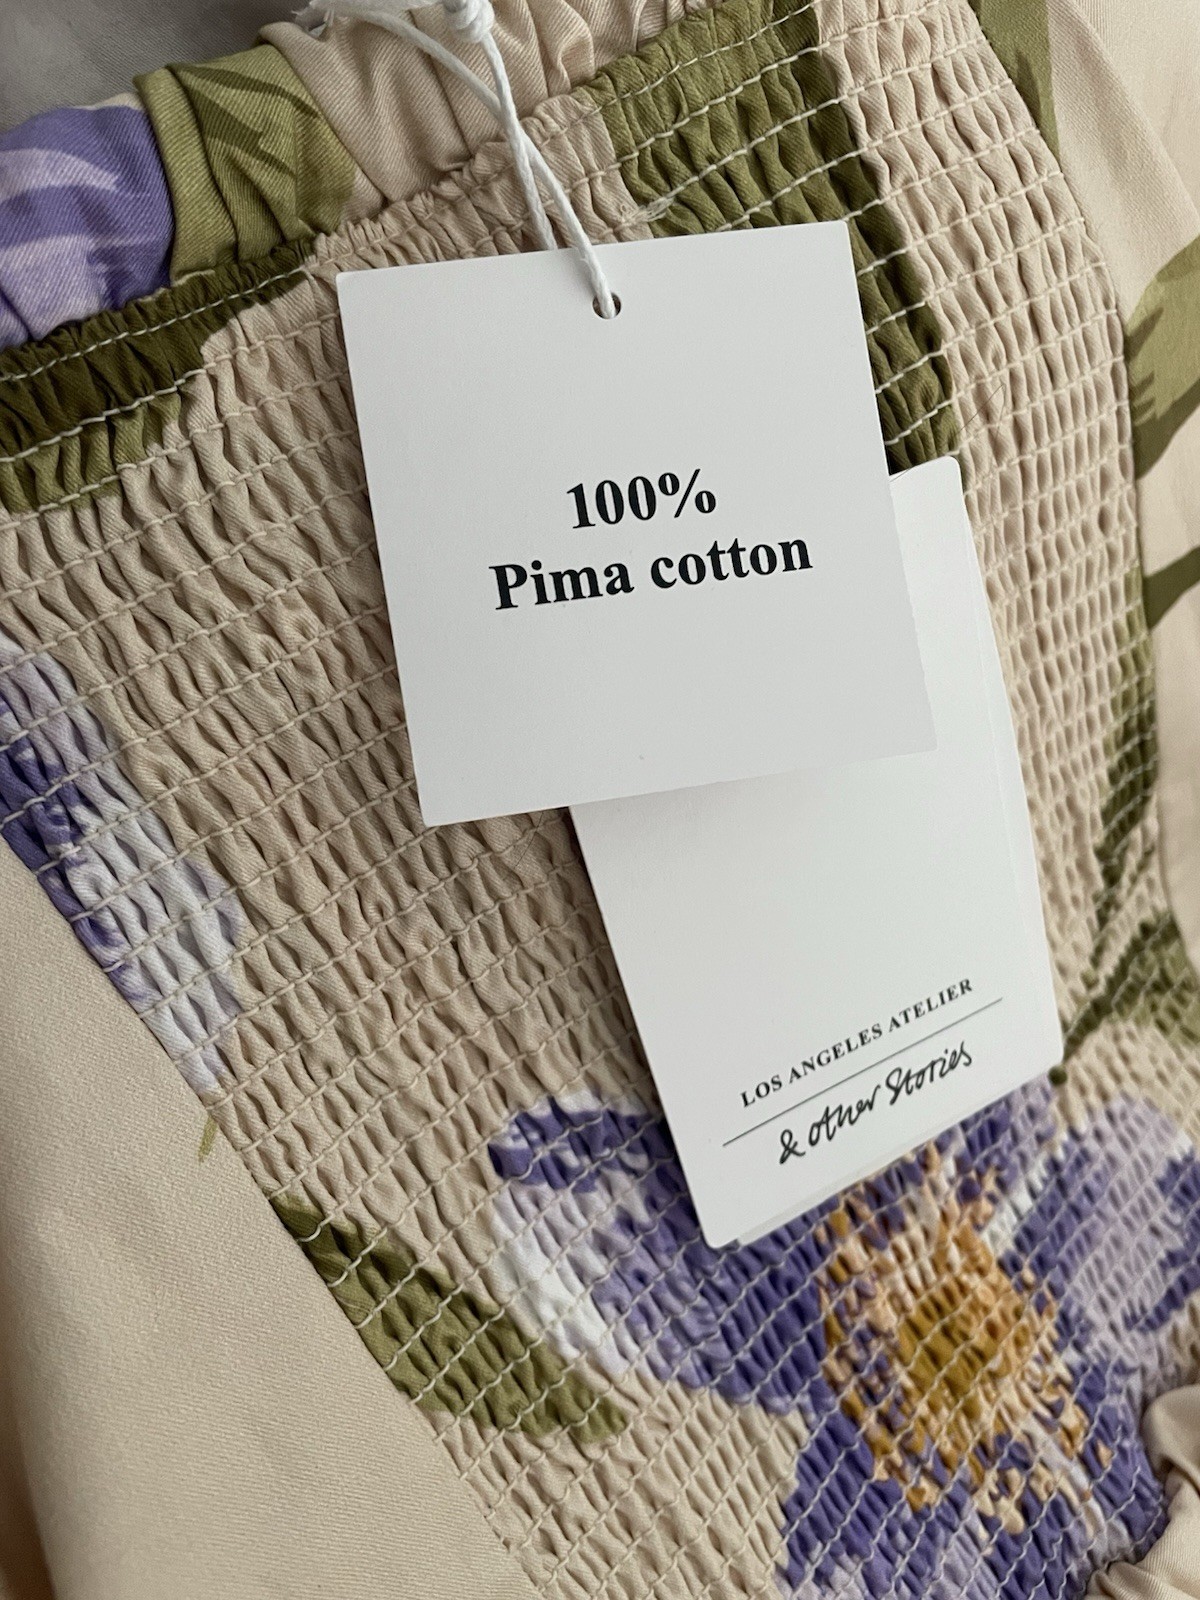 100%
Pima cotton
LOS ANGELES ATELIER
& other Stories